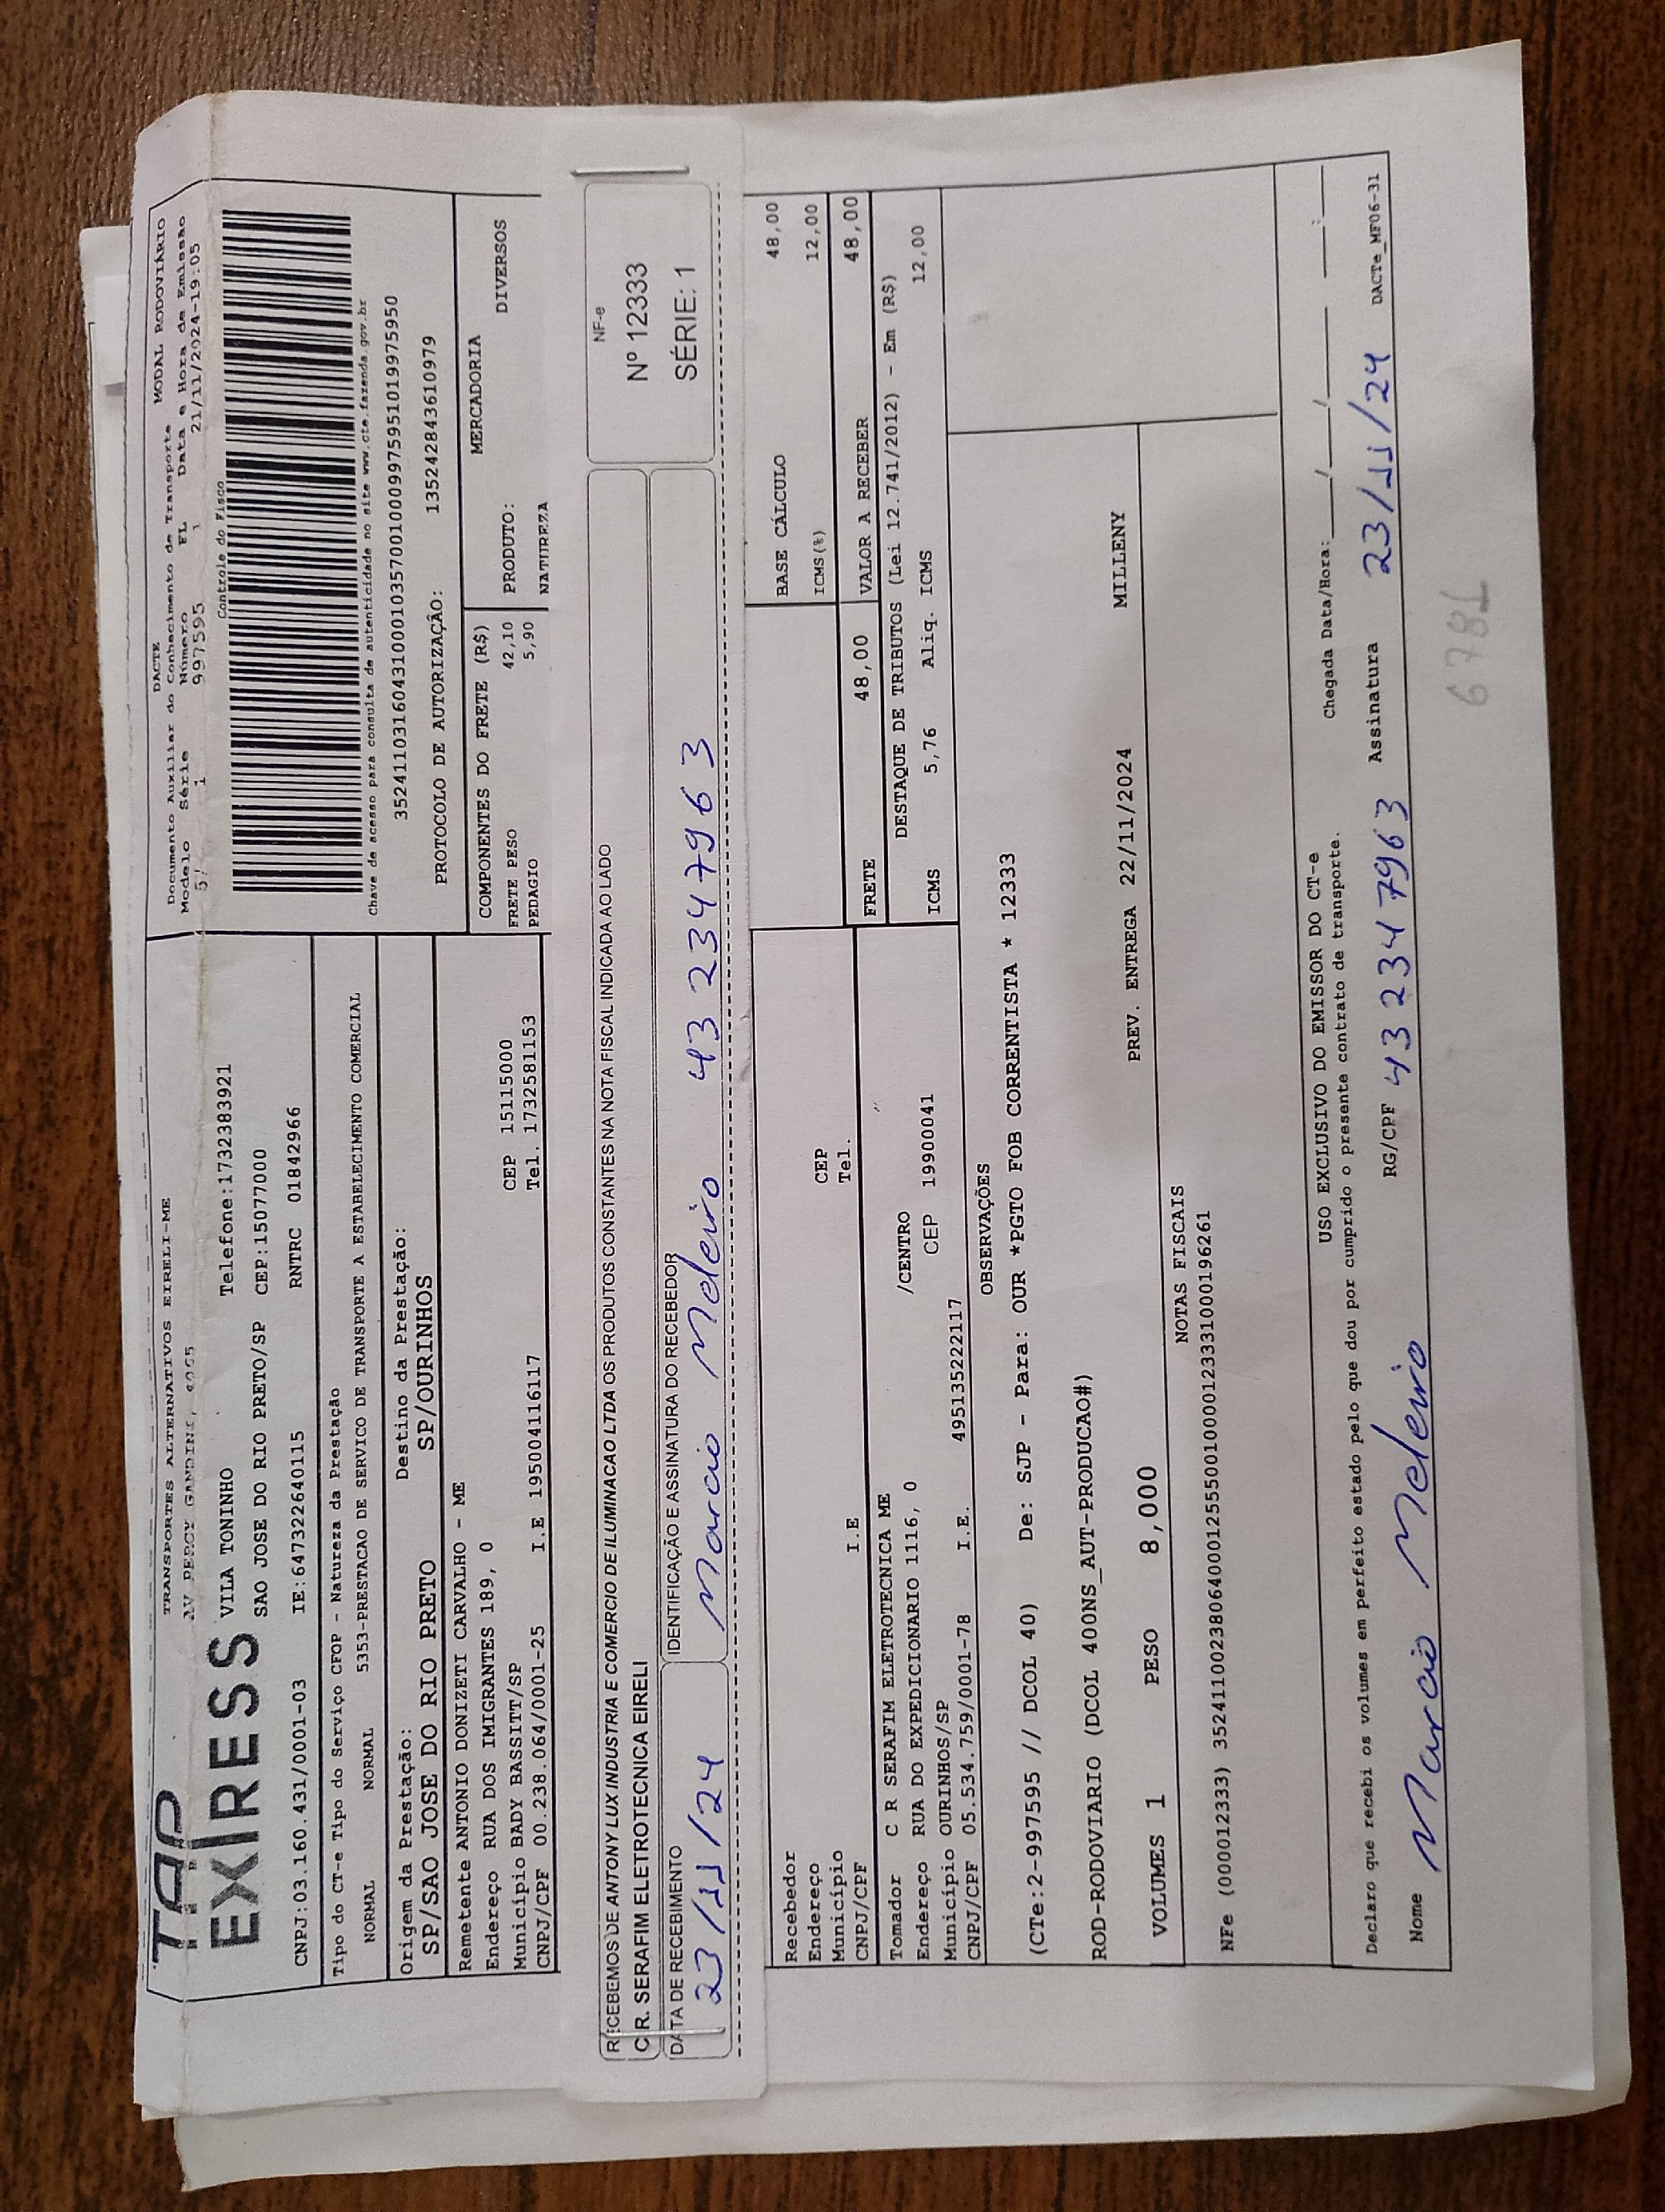 TAP
EXPRESS
TRANSPORTES ALTERNATIVOS EIRELI-ME
AV PERCY GANDINI,
VILA TONINHO Telefone:1732383921
SAO JOSE DO RIO PRETO/SP CEP:15077000
CNPJ:03.160.431/0001-03 IE:647322640115 RNTRC 01842966
DACTE MODAL RODOVIÁRIO
Documento Auxiliar do Conhecimento de Transporte
Modelo Série Número FL Data e Hora de Emissão
57 1 997595 1 21/11/2024-19:05
Controle do Fisco
Chave de acesso para consulta de autenticidade no site www.cte.fazenda.gov.br
35241103160431000103570010009975951019975950
PROTOCOLO DE AUTORIZAÇÃO: 135242843610979
Tipo do CT-e Tipo do Serviço CFOP - Natureza da Prestação
NORMAL NORMAL 5353-PRESTACAO DE SERVICO DE TRANSPORTE A ESTABELECIMENTO COMERCIAL
Origem da Prestação: Destino da Prestação:
SP/SAO JOSE DO RIO PRETO SP/OURINHOS
Remetente ANTONIO DONIZETI CARVALHO - ME
Endereço RUA DOS IMIGRANTES 189, 0 CEP 15115000
Município BADY BASSITT/SP Tel. 1732581153
CNPJ/CPF 00.238.064/0001-25 I.E 195004116117
COMPONENTES DO FRETE (R$) MERCADORIA
FRETE PESO 42,10 PRODUTO: DIVERSOS
PEDAGIO 5,90 NATUREZA
RECEBEMOS DE ANTONY LUX INDUSTRIA E COMERCIO DE ILUMINACAO LTDA OS PRODUTOS CONSTANTES NA NOTA FISCAL INDICADA AO LADO
C. R. SERAFIM ELETROTECNICA EIRELI
NF-e
Nº 12333
SÉRIE: 1
DATA DE RECEBIMENTO IDENTIFICAÇÃO E ASSINATURA DO RECEBEDOR
23/11/24 Marcio Meleiro 43 2347963
BASE CÁLCULO 48,00
ICMS(%) 12,00
FRETE 48,00 VALOR A RECEBER 48,00
DESTAQUE DE TRIBUTOS (Lei 12.741/2012) - Em (R$)
ICMS 5,76 Aliq. ICMS 12,00
Recebedor
Endereço CEP
Município Tel.
CNPJ/CPF I.E
Tomador C R SERAFIM ELETROTECNICA ME
Endereço RUA DO EXPEDICIONARIO 1116, 0 /CENTRO
Município OURINHOS/SP CEP 19900041
CNPJ/CPF 05.534.759/0001-78 I.E. 495135222117
OBSERVAÇÕES
(CTe:2-997595 // DCOL 40) De: SJP - Para: OUR *PGTO FOB CORRENTISTA * 12333
ROD-RODOVIARIO (DCOL 400NS_AUT-PRODUCAO#)
PREV. ENTREGA 22/11/2024 MILLENY
VOLUMES 1 PESO 8,000
NOTAS FISCAIS
NFe (000012333) 35241100238064000125550010000123331000196261
USO EXCLUSIVO DO EMISSOR DO CT-e
Declaro que recebi os volumes em perfeito estado pelo que dou por cumprido o presente contrato de transporte.
Chegada Data/Hora:____/____/____ ___:___
Nome Marcio Meleiro RG/CPF 43 2347963 Assinatura 23/11/24
DACTe_MF06-31
6781